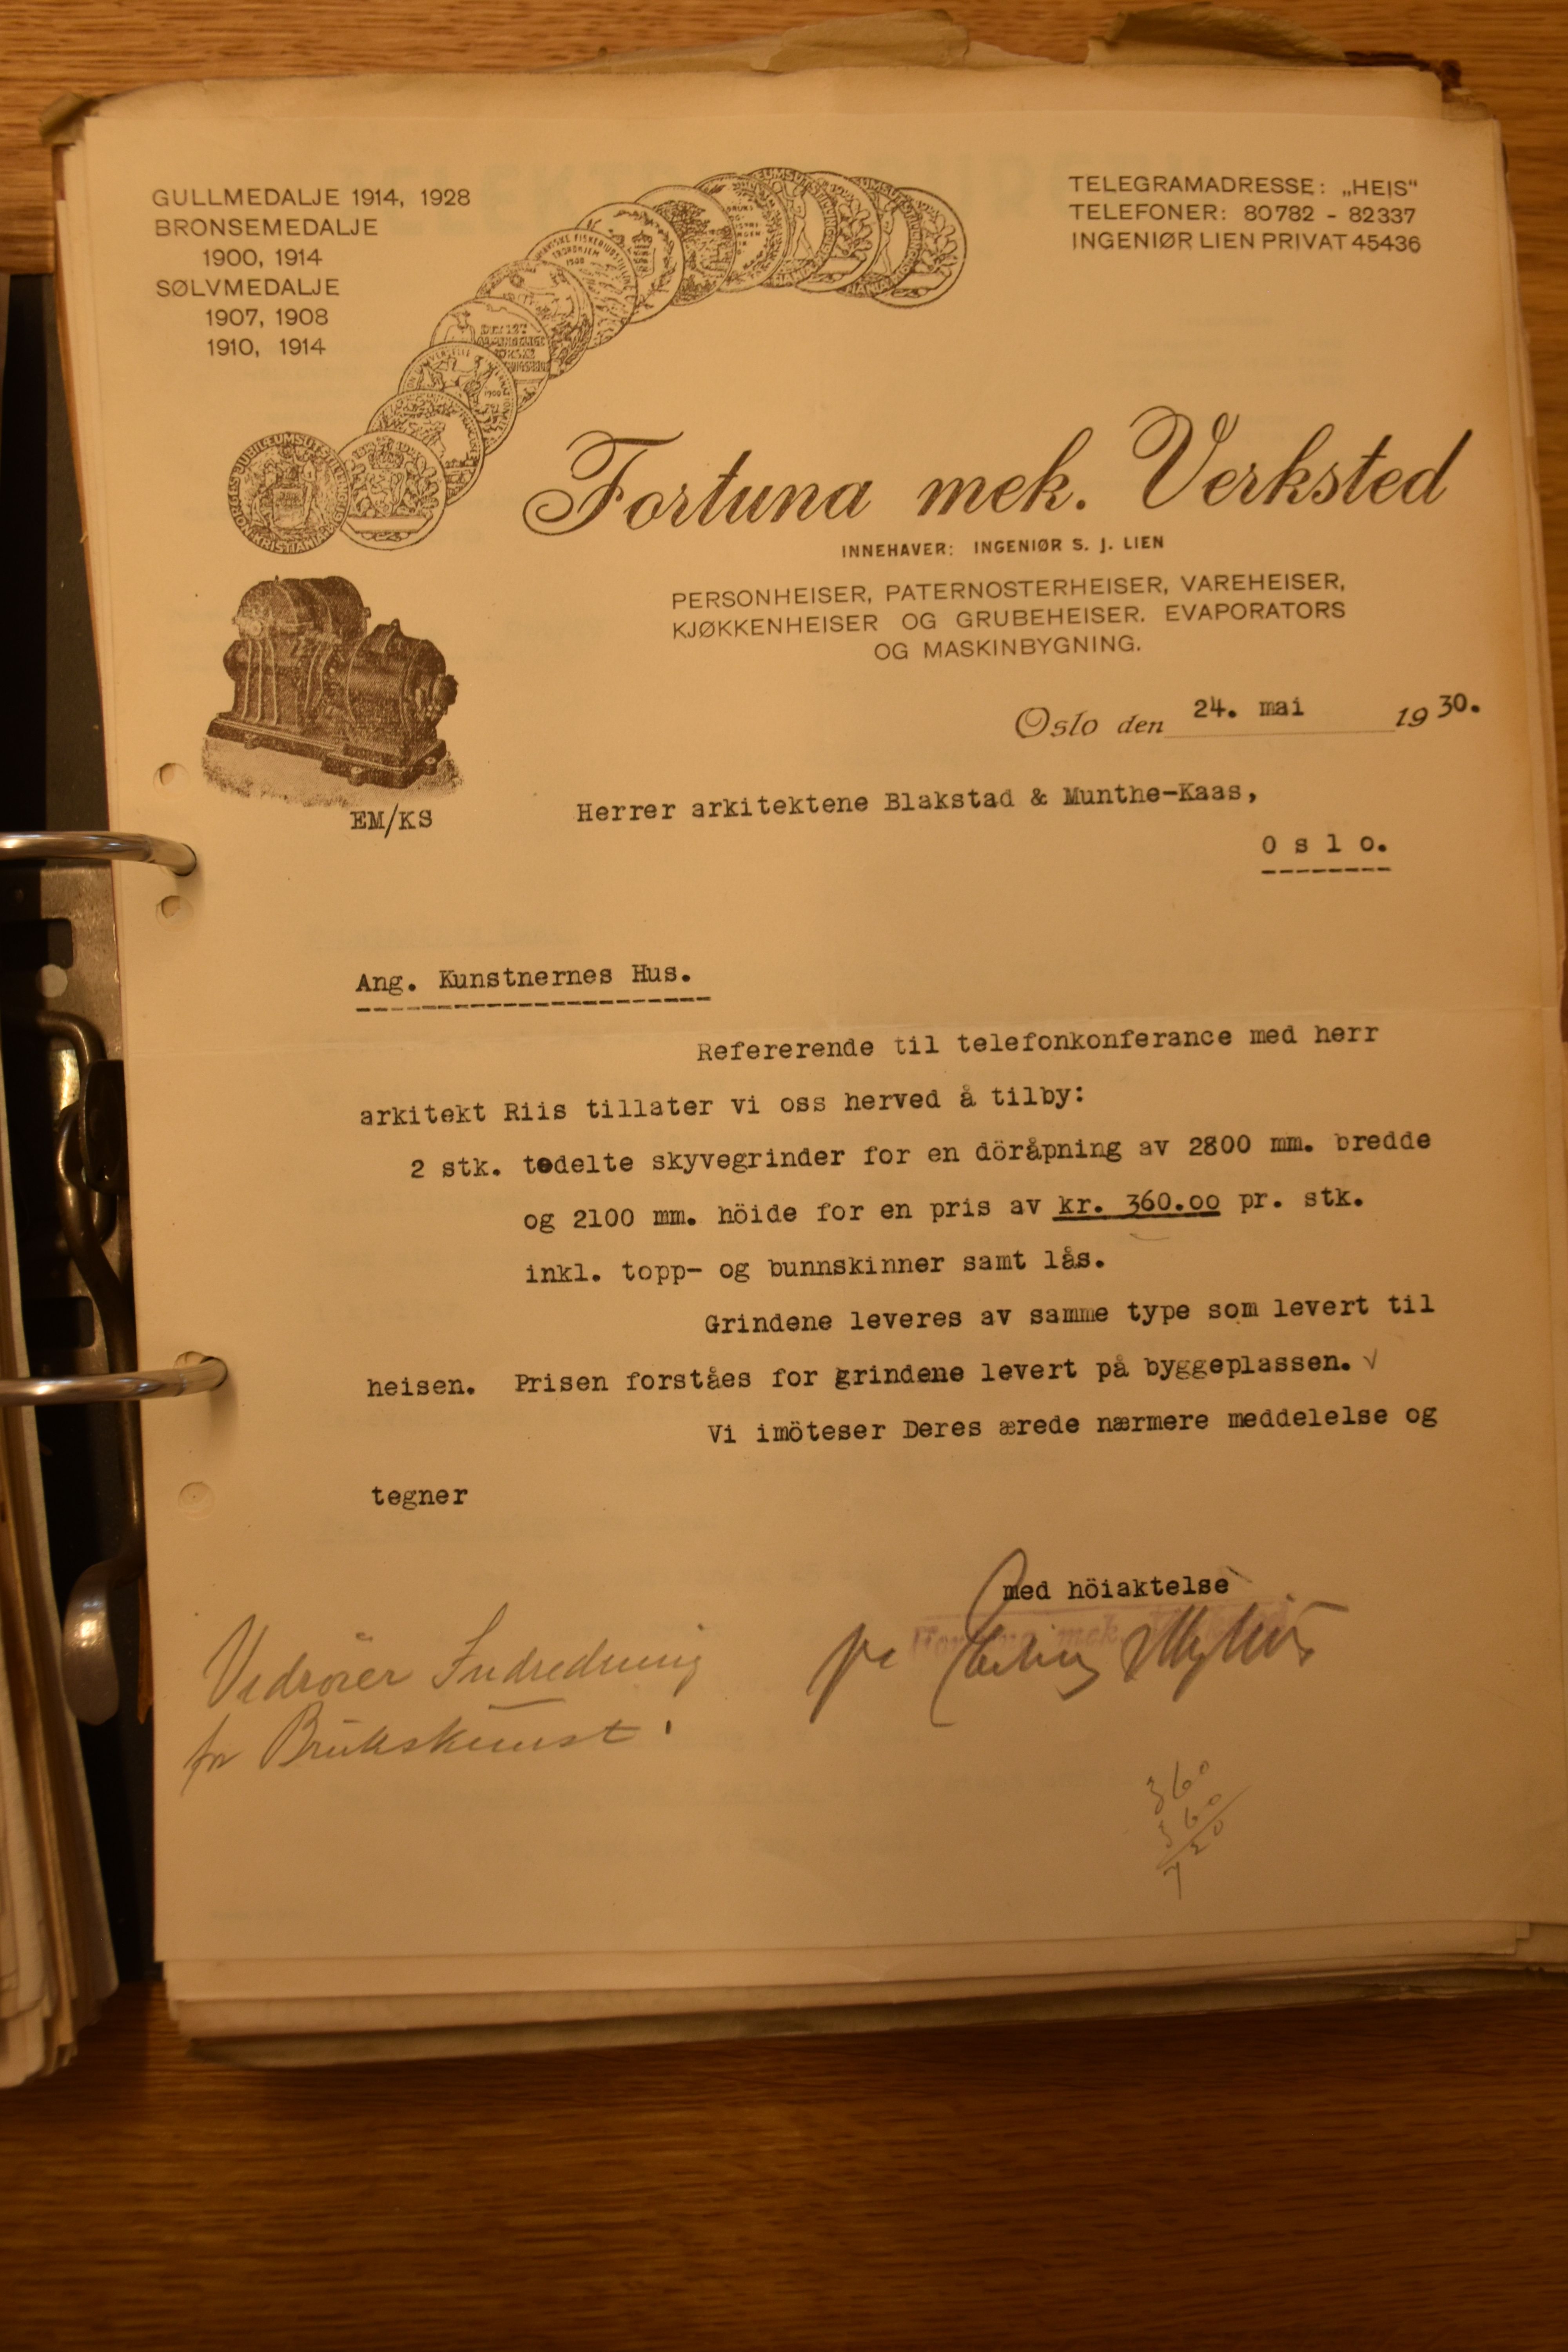 GULLMEDALJE 1914, 1928
BRONSEMEDALJE
1900, 1914
SØLVMEDALJE
1907, 1908
1910, 1914
TELEGRAMADRESSE: „HEIS"
TELEFONER: 80782 - 82337
INGENIØR LIEN PRIVAT 45436
Fortuna mek. Verksted
INNEHAVER: INGENIØR S. J. LIEN
PERSONHEISER, PATERNOSTERHEISER, VAREHEISER,
KJØKKENHEISER OG GRUBEHEISER. EVAPORATORS
OG MASKINBYGNING.
Oslo den 24. mai 1930.
EM/KS
Herrer arkitektene Blakstad & Munthe-Kaas,
O s l o.
Ang. Kunstnernes Hus.
Refererende til telefonkonferance med herr
arkitekt Riis tillater vi oss herved å tilby:
2 stk. todelte skyvegrinder for en döråpning av 2800 mm. bredde
og 2100 mm. höide for en pris av kr. 360.00 pr. stk.
inkl. topp- og bunnskinner samt lås.
Grindene leveres av samme type som levert til
heisen. Prisen forståes for grindene levert på byggeplassen. √
Vi imöteser Deres ærede nærmere meddelelse og
tegner
med höiaktelse
Fortuna mek. Verksted
Vedrörer Indredning
for Brukskunst!
360
360
720